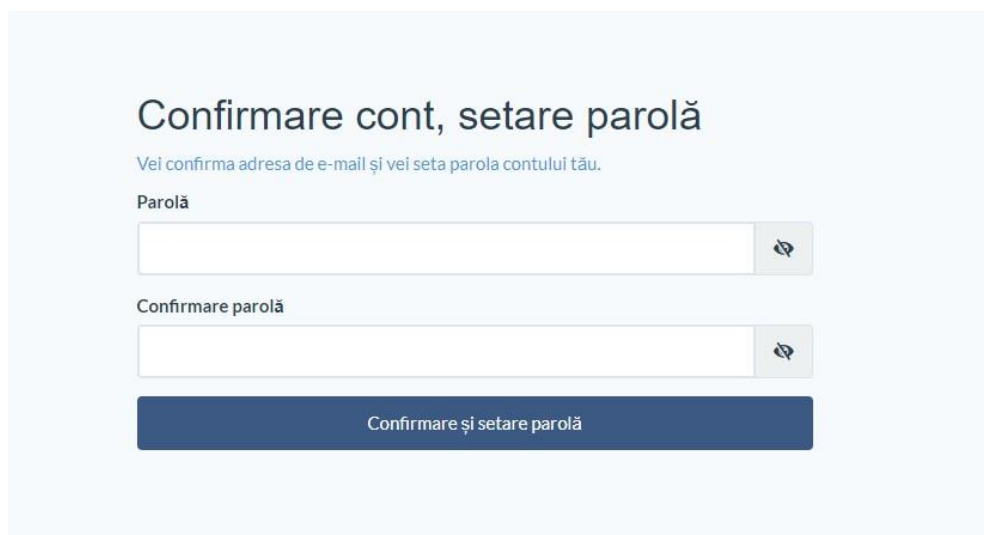 Confirmare cont, setare parolă
Vei confirma adresa de e-mail și vei seta parola contului tău.
Parolă
Confirmare parolă
Confirmare și setare parolă